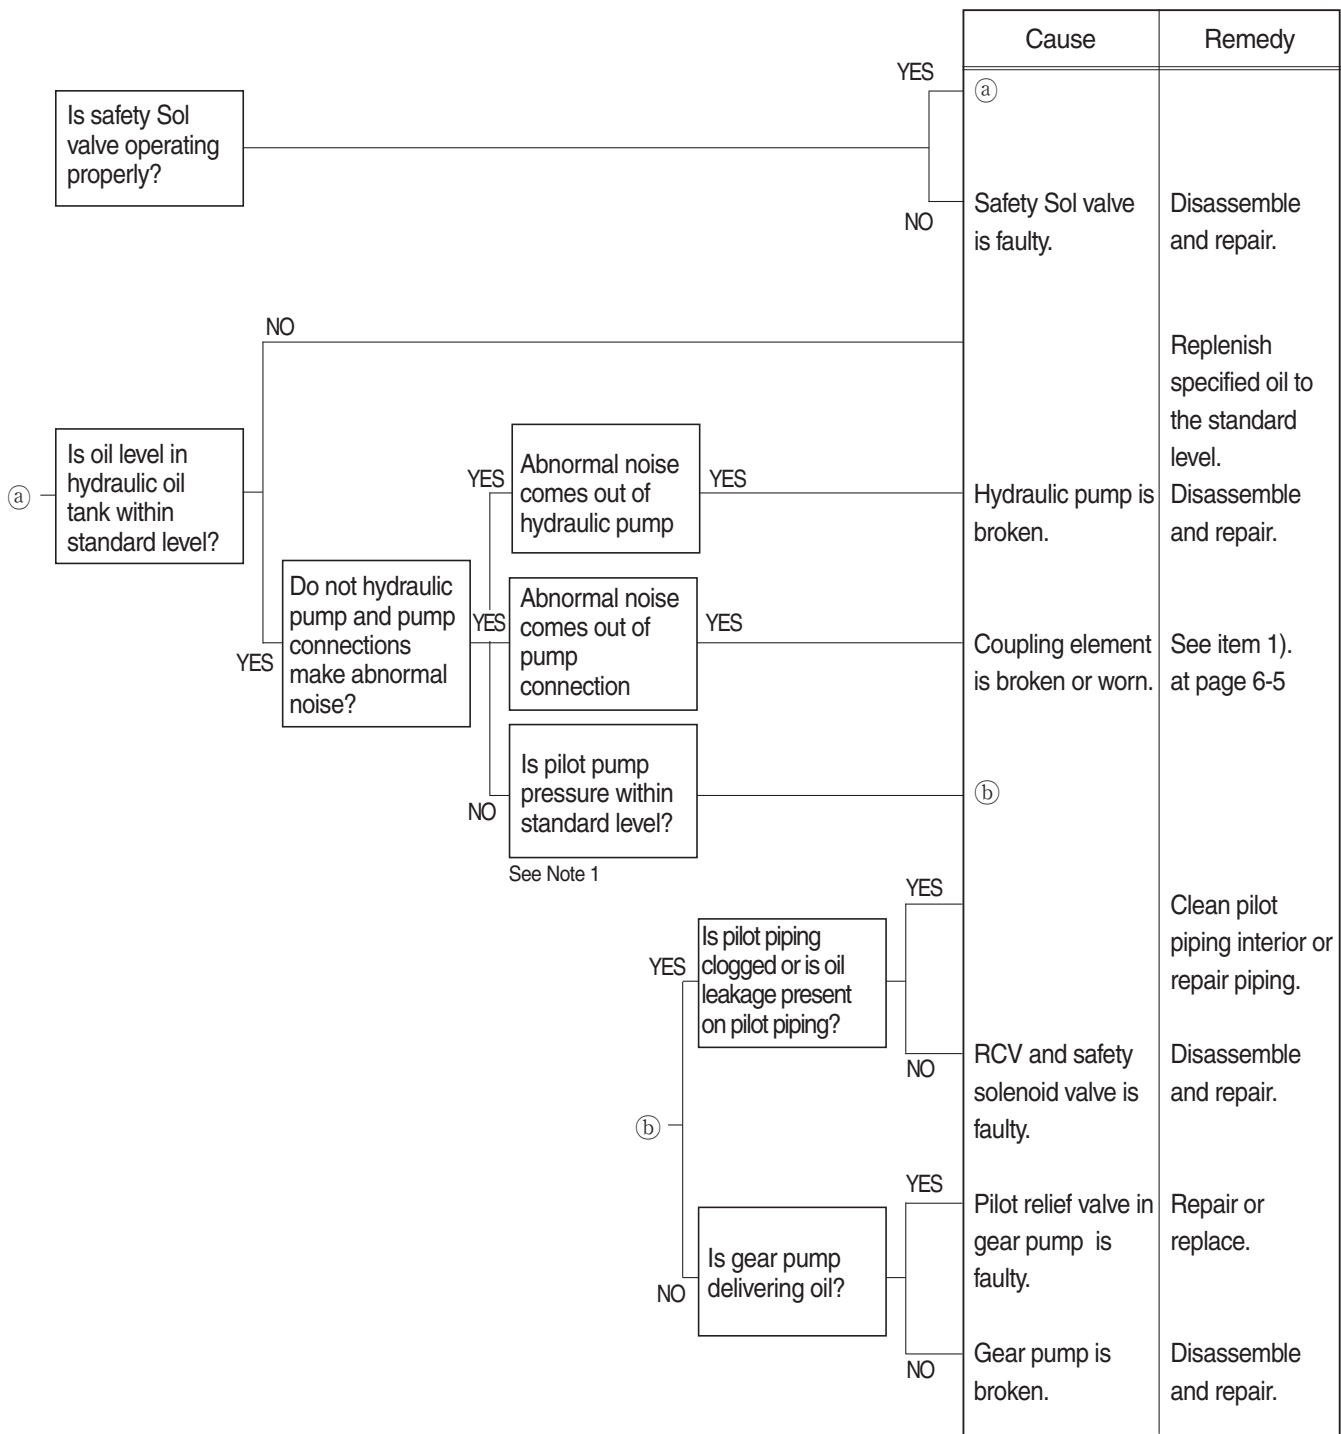 Cause
Remedy
YES
ⓐ
Is safety Sol
valve operating
properly?
NO
Safety Sol valve
is faulty.
Disassemble
and repair.
NO
Replenish
specified oil to
the standard
level.
ⓐ
Is oil level in
hydraulic oil
tank within
standard level?
YES
Do not hydraulic
pump and pump
connections
make abnormal
noise?
YES
Abnormal noise
comes out of
hydraulic pump
YES
Hydraulic pump is
broken.
Disassemble
and repair.
YES
Abnormal noise
comes out of
pump
connection
YES
Coupling element
is broken or worn.
See item 1).
at page 6-5
NO
Is pilot pump
pressure within
standard level?
See Note 1
ⓑ
ⓑ
YES
Is pilot piping
clogged or is oil
leakage present
on pilot piping?
YES
Clean pilot
piping interior or
repair piping.
NO
RCV and safety
solenoid valve is
faulty.
Disassemble
and repair.
NO
Is gear pump
delivering oil?
YES
Pilot relief valve in
gear pump is
faulty.
Repair or
replace.
NO
Gear pump is
broken.
Disassemble
and repair.